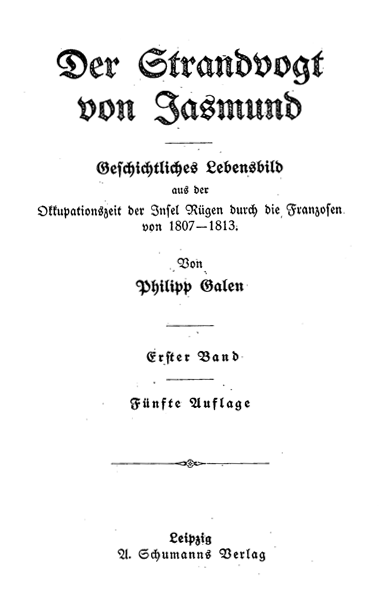 Der Strandvogt
von Jasmund
Geschichtliches Lebensbild
aus der
Okkupationszeit der Insel Rügen durch die Franzosen
von 1807—1813.
Von
Philipp Galen
Erster Band
Fünfte Auflage
Leipzig
A. Schumanns Verlag